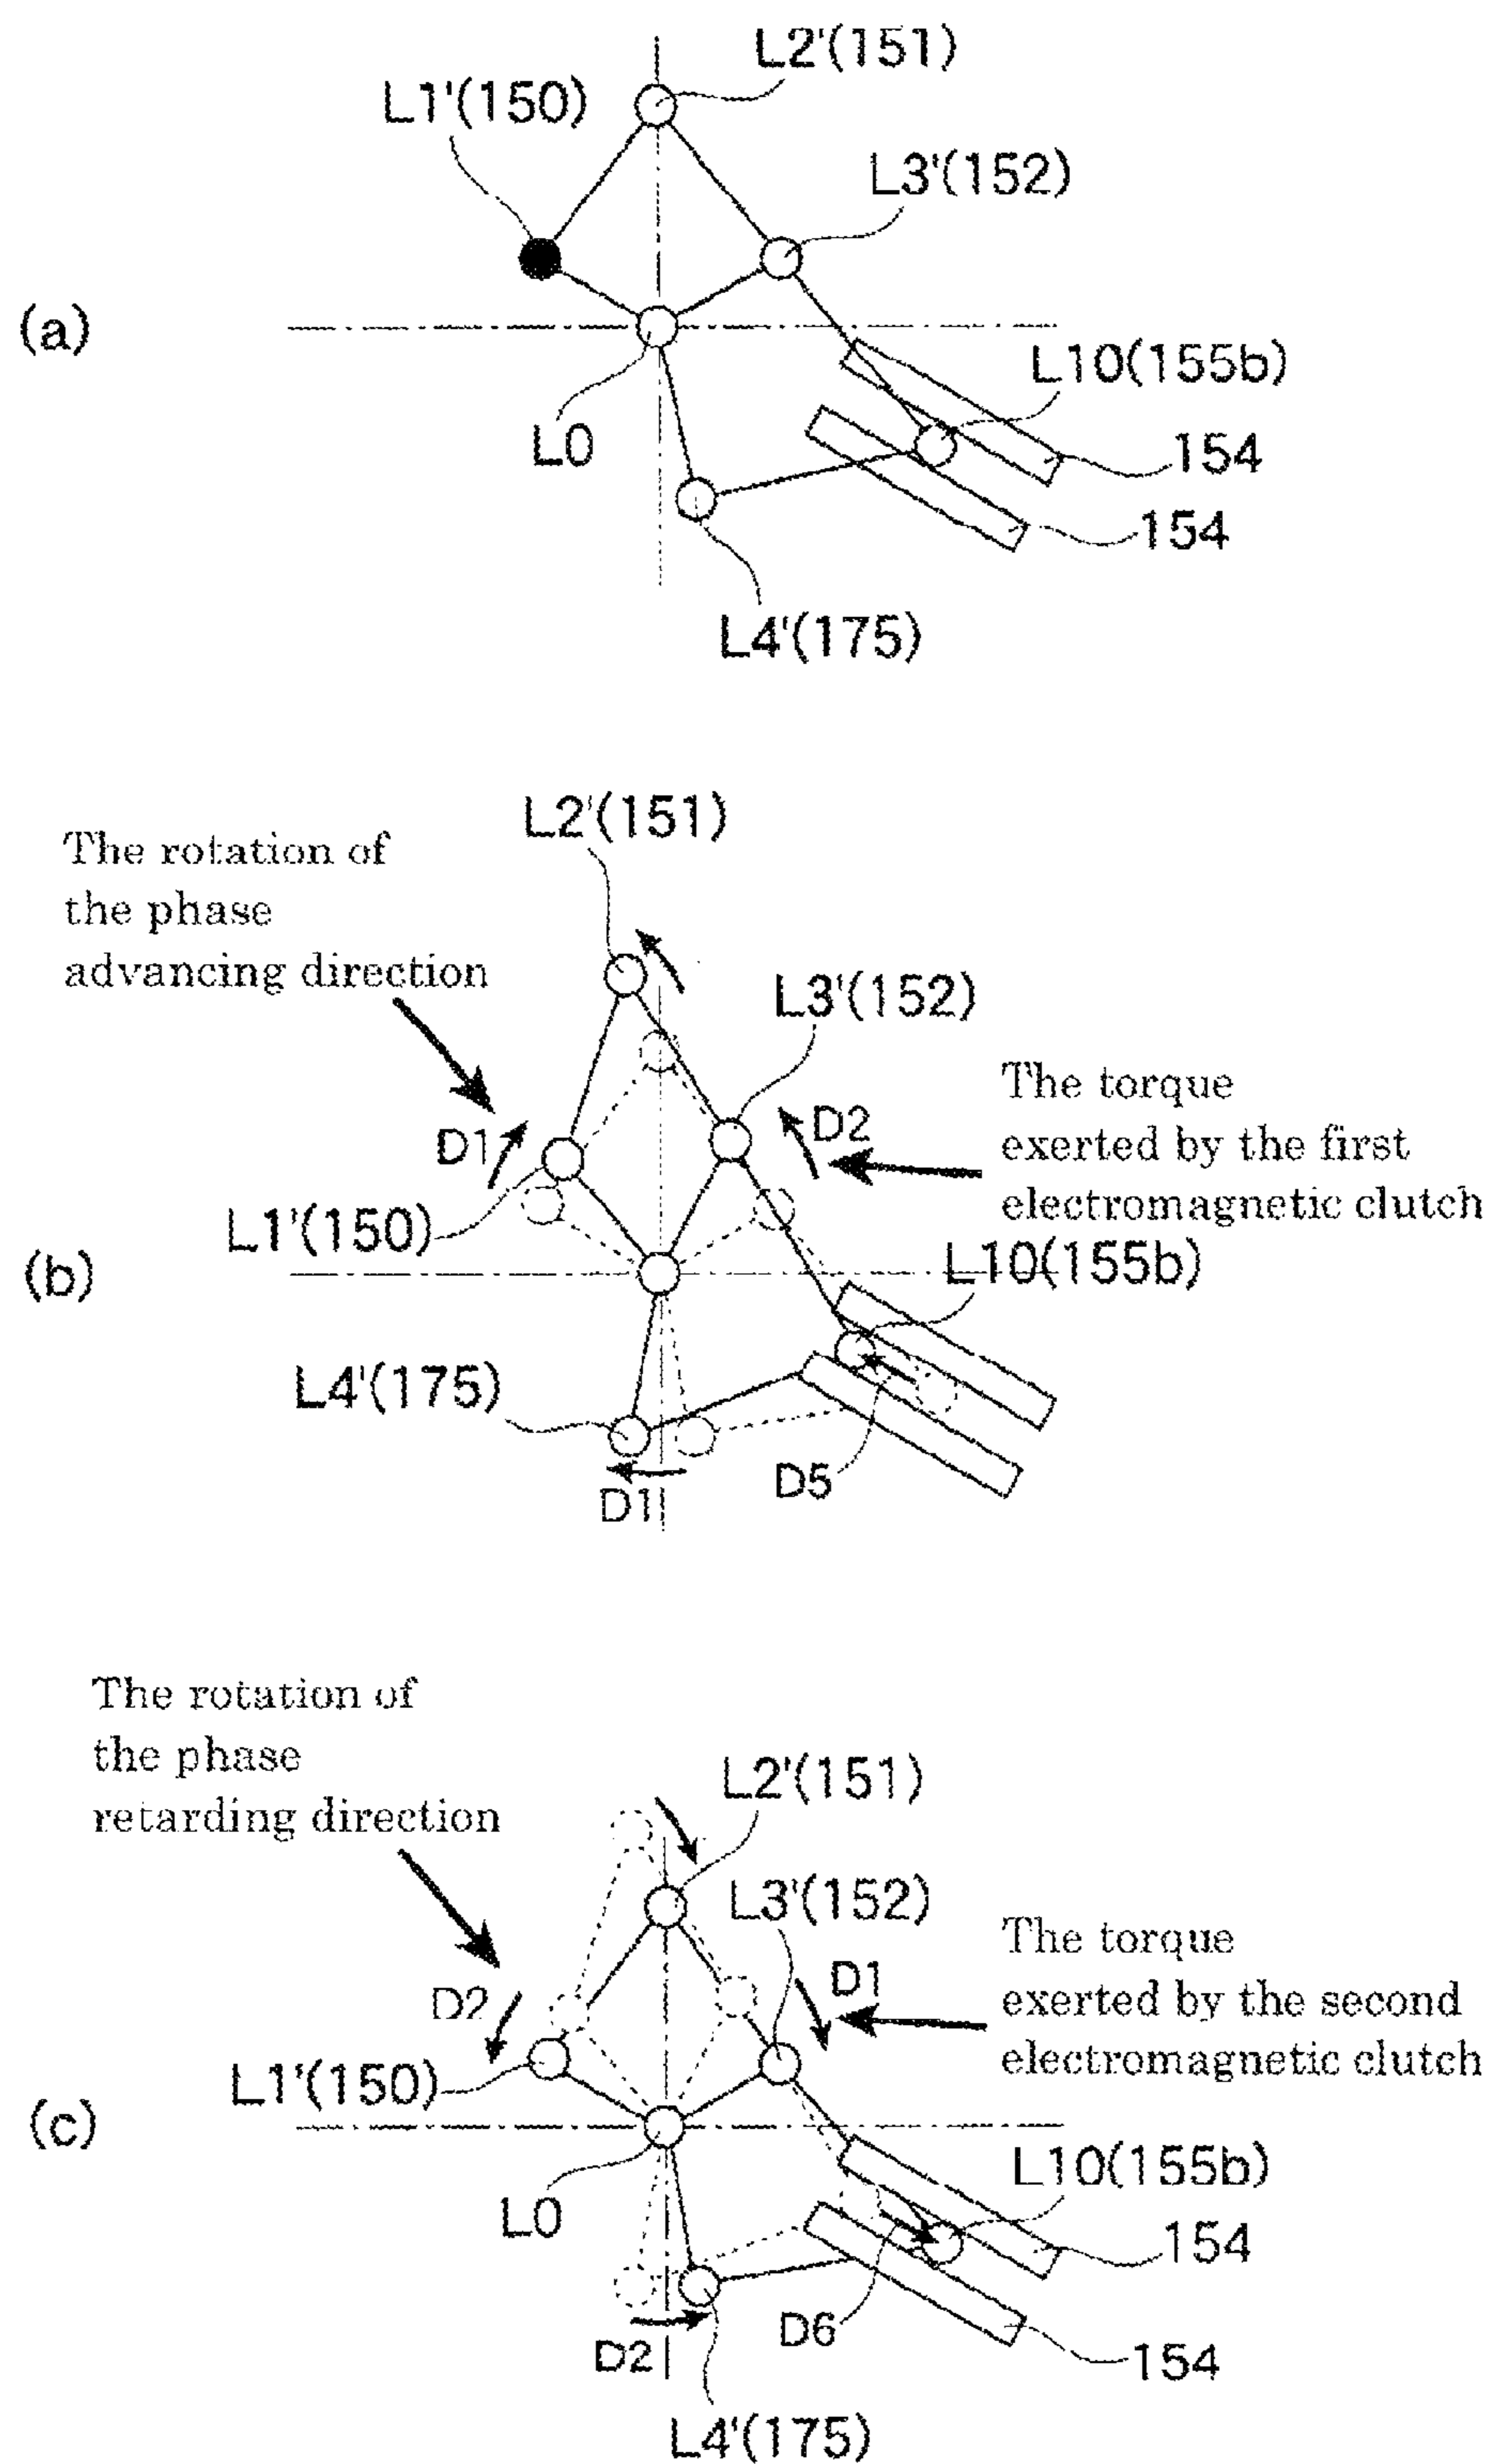 L2'(151)
L1'(150)
L3'(152)
(a)
L10(155b)
L0
154
154
L4'(175)
L2'(151)
The rotation of
the phase
advancing direction
L3'(152)
The torque
exerted by the first
electromagnetic clutch
D1
D2
L1'(150)
(b)
L10(155b)
L4'(175)
D5
D1
The rotation of
the phase
retarding direction
L2'(151)
L3'(152)
The torque
exerted by the second
electromagnetic clutch
D2
D1
L1'(150)
(c)
L10(155b)
L0
154
D6
D2
154
L4'(175)